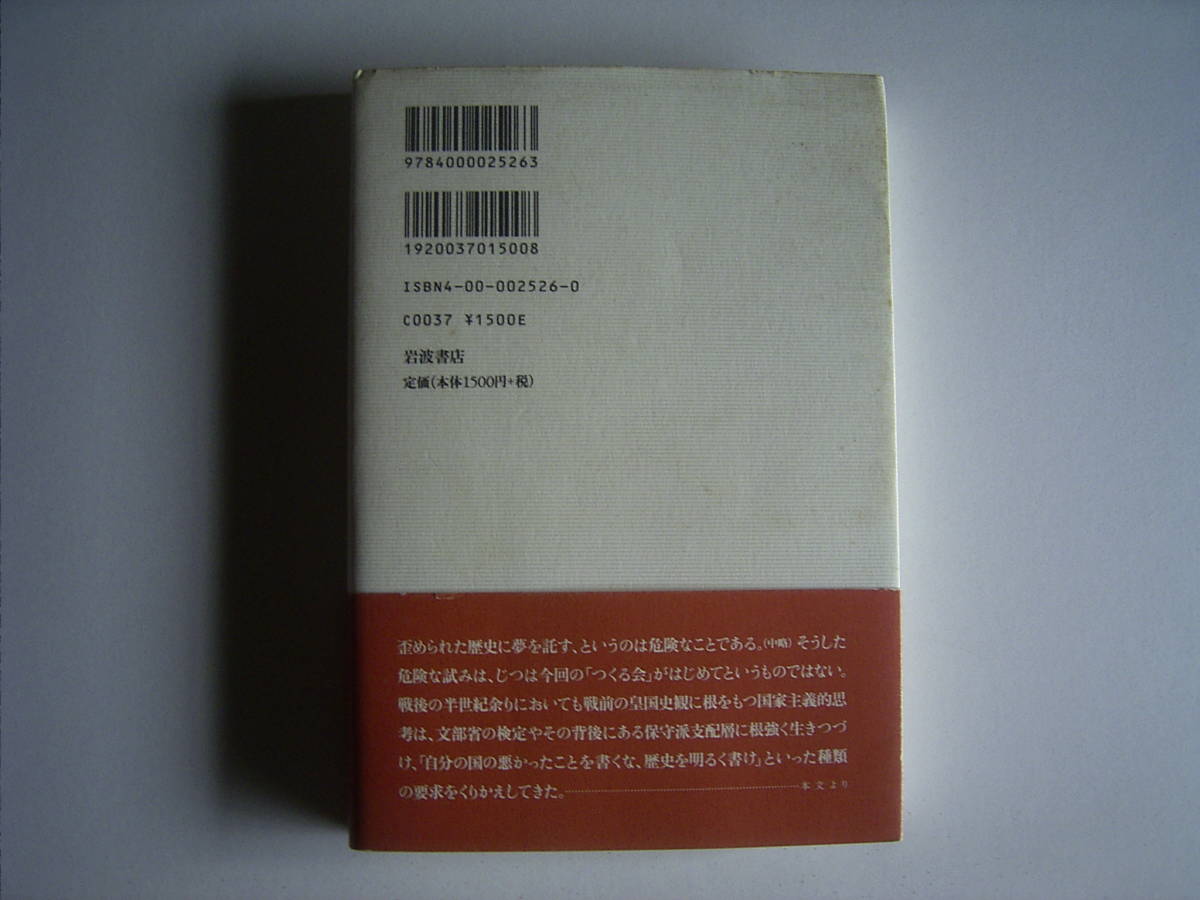 9784000025263
1920037015008
ISBN4-00-002526-0
C0037 ¥1500E
岩波書店
定価(本体1500円+税)
歪められた歴史に夢を託す、というのは危険なことである。(中略)そうした
危険な試みは、じつは今回の「つくる会」がはじめてというものではない。
戦後の半世紀余りにおいても戦前の皇国史観に根をもつ国家主義的思
考は、文部省の検定やその背後にある保守派支配層に根強く生きつづ
け、「自分の国の悪かったことを書くな、歴史を明るく書け」といった種類
の要求をくりかえしてきた。――本文より